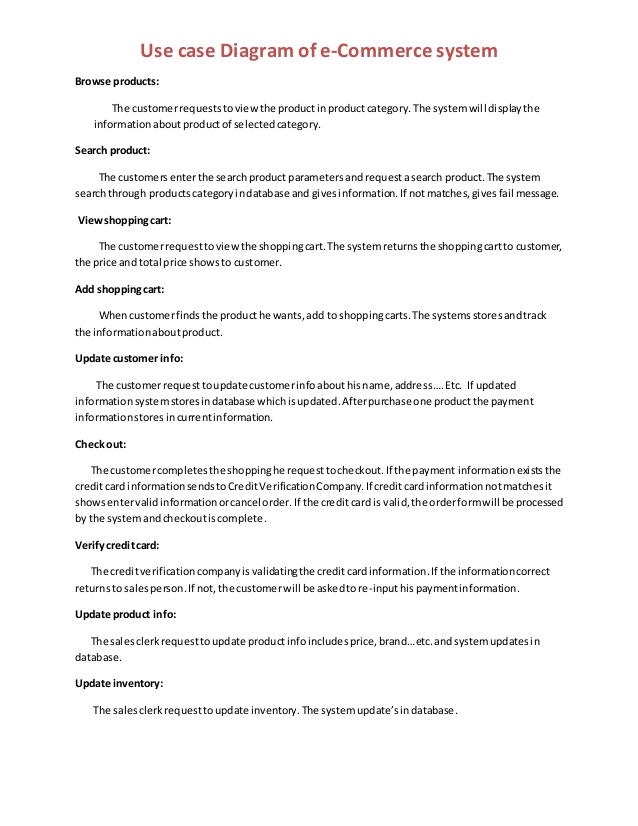 Use case Diagram of e-Commerce system
Browse products:
The customer requests to view the product in product category. The system will display the
information about product of selected category.
Search product:
The customers enter the search product parameters and request a search product. The system
search through products category in database and gives information. If not matches, gives fail message.
View shopping cart:
The customer request to view the shopping cart. The system returns the shopping cart to customer,
the price and total price shows to customer.
Add shopping cart:
When customer finds the product he wants, add to shopping carts. The systems stores and track
the information about product.
Update customer info:
The customer request to update customer info about his name, address.... Etc. If updated
information system stores in database which is updated. After purchase one product the payment
information stores in current information.
Check out:
The customer completes the shopping he request to checkout. If the payment information exists the
credit card information sends to Credit Verification Company. If credit card information not matches it
shows enter valid information or cancel order. If the credit card is valid, the order form will be processed
by the system and checkout is complete.
Verify credit card:
The credit verification company is validating the credit card information. If the information correct
returns to sales person. If not, the customer will be asked to re-input his payment information.
Update product info:
The sales clerk request to update product info includes price, brand...etc. and system updates in
database.
Update inventory:
The sales clerk request to update inventory. The system update's in database.